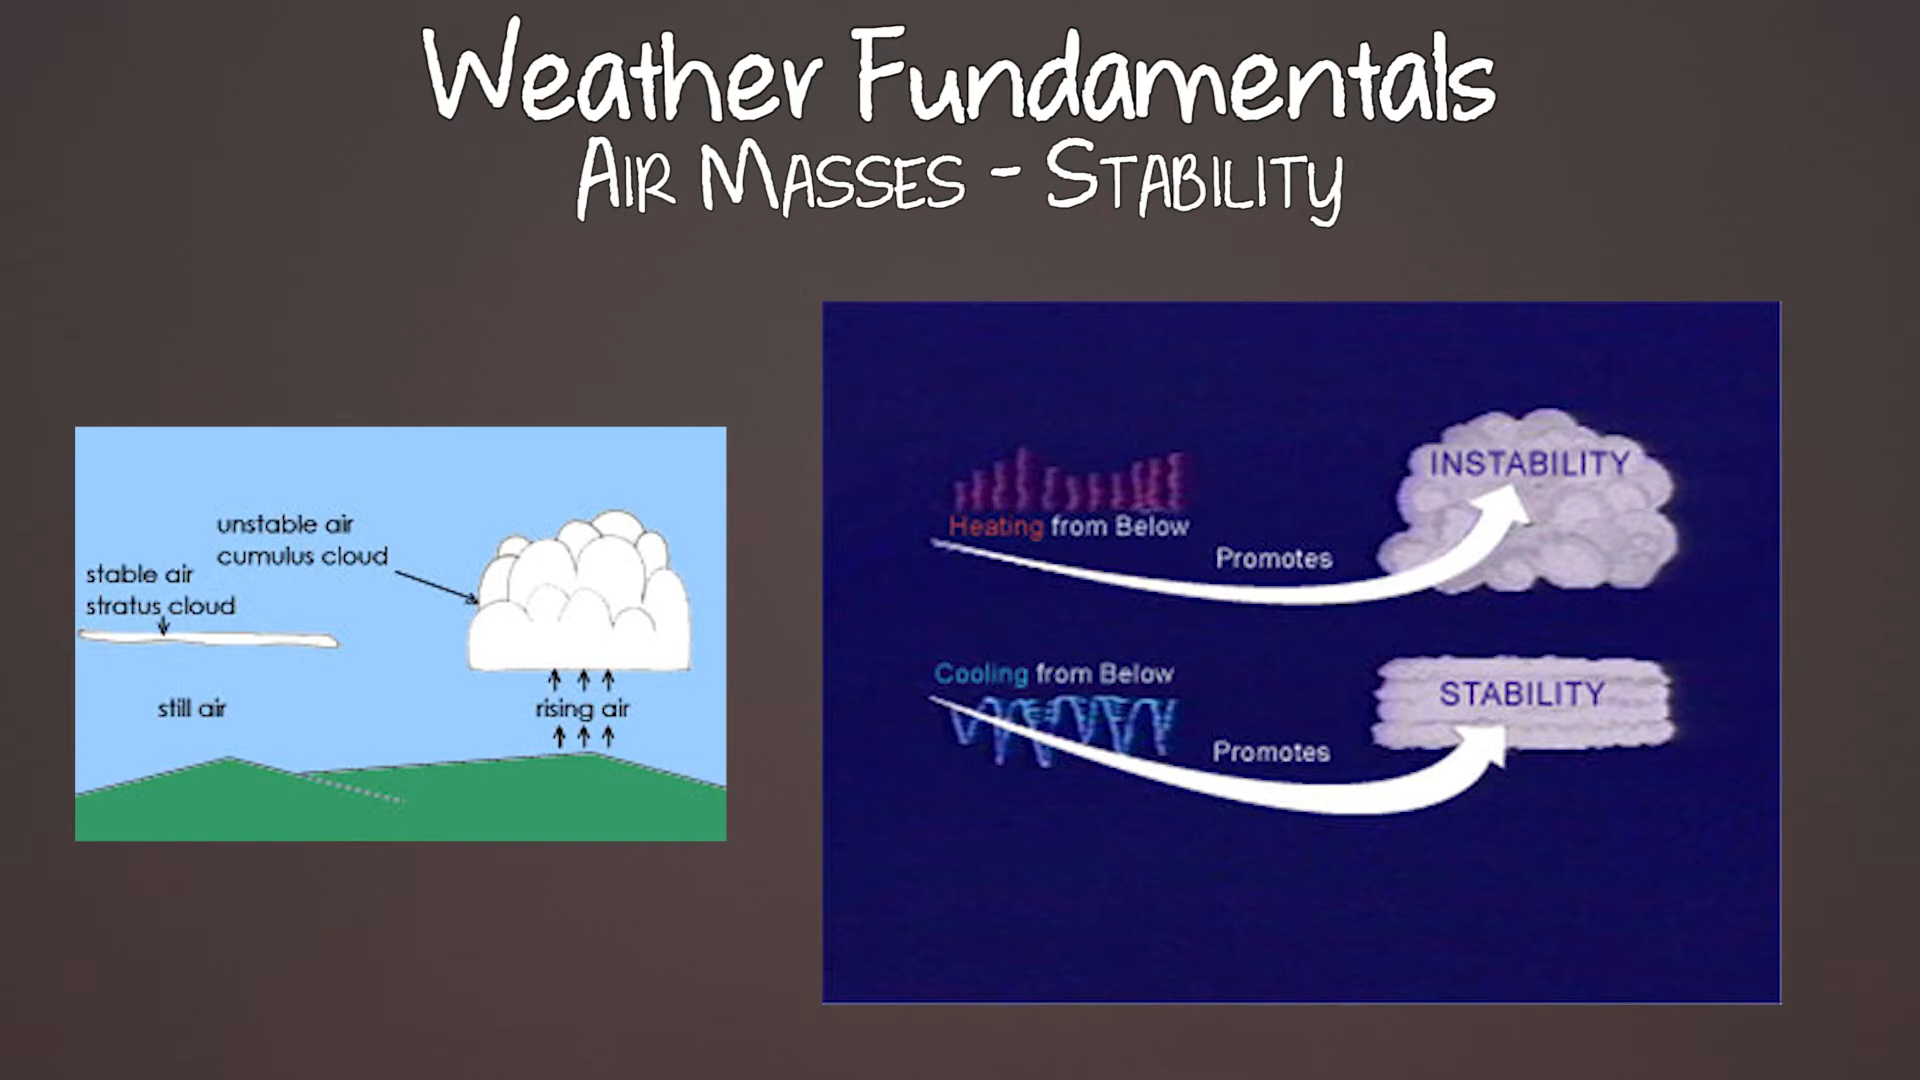 Weather Fundamentals
AIR MASSES - STABILITY
unstable air
cumulus cloud
stable air
stratus cloud
still air
rising air
INSTABILITY
Heating from Below
Promotes
Cooling from Below
STABILITY
Promotes